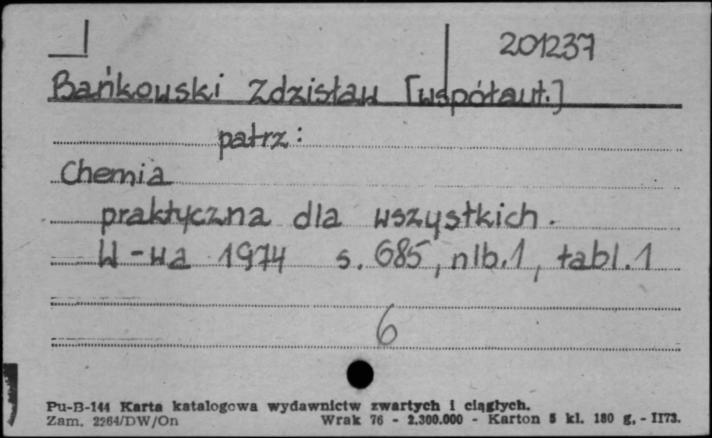 201237
Bańkowski Zdzisław [współaut.]
patrz:
Chemia
praktyczna dla wszystkich.
W-wa 1974 s. 685, nlb.1, tabl.1
6
Pu-B-144 Karta katalogowa wydawnictw zwartych i ciągłych.
Zam. 2264/DW/On Wrak 76 - 2.300.000 - Karton 5 kl. 180 g. - II73.